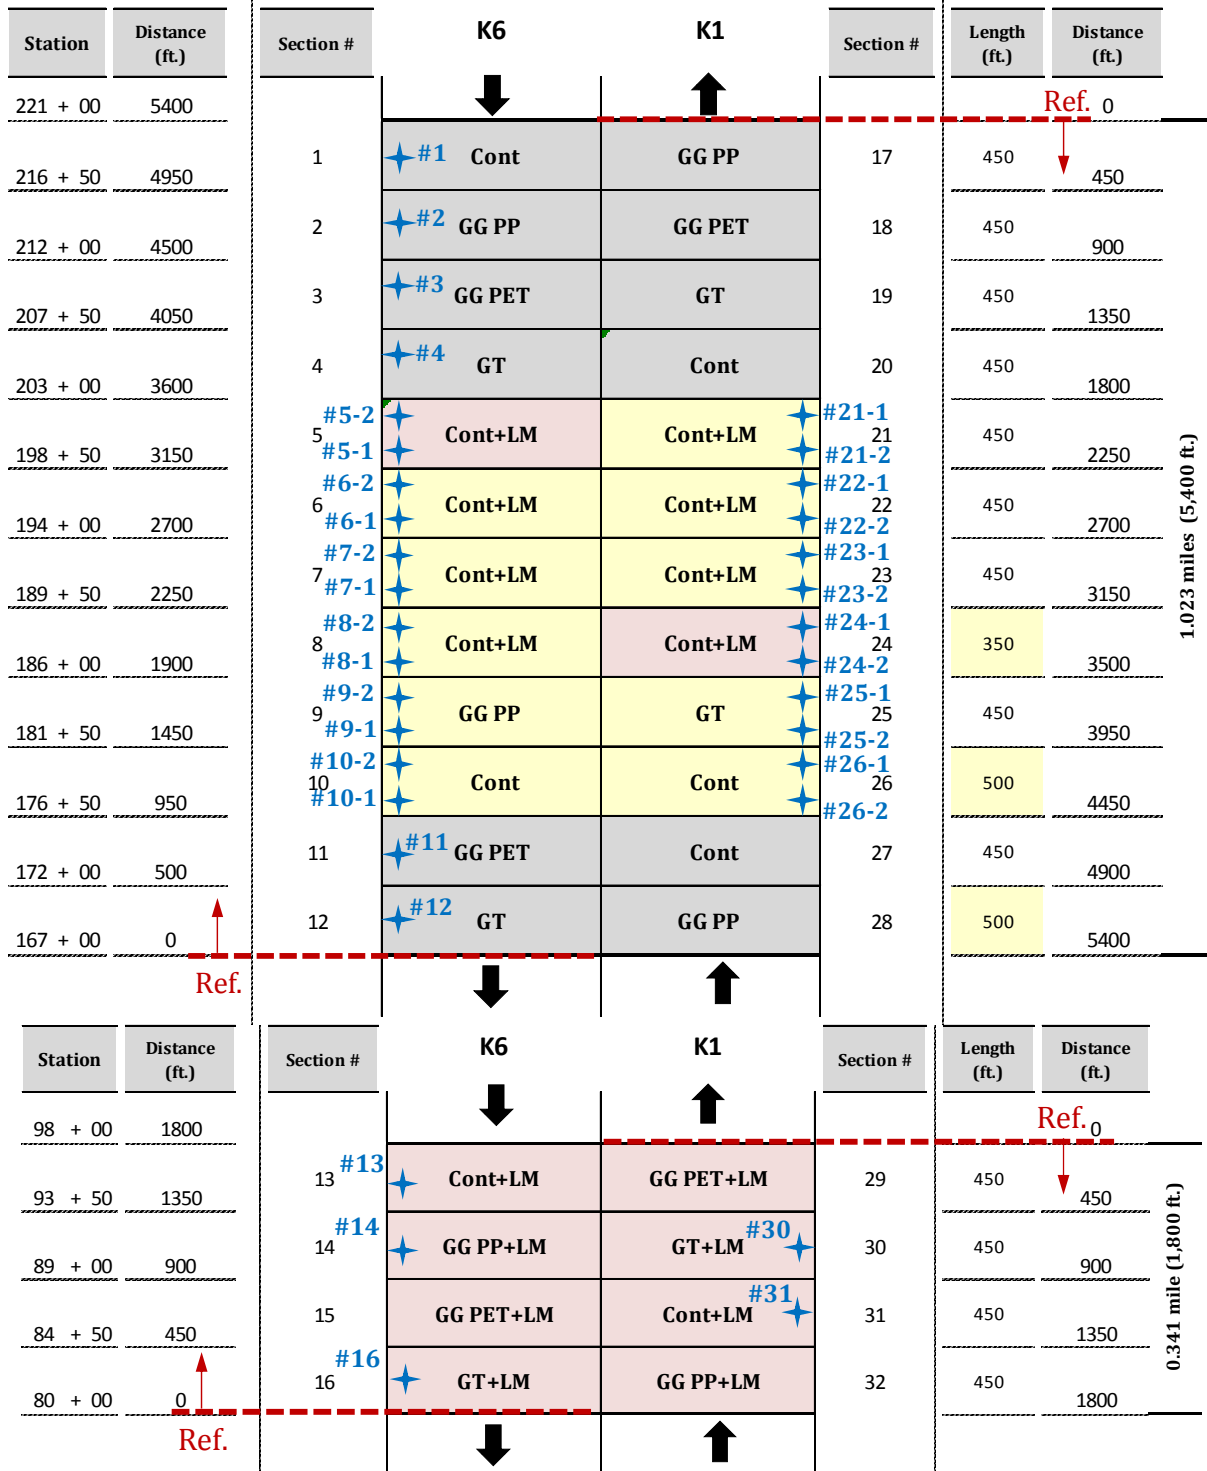 Station Distance (ft.) Section # K6 K1 Section # Length (ft.) Distance (ft.)
221 + 00 5400 Ref. 0
1 #1 Cont GG PP 17 450
216 + 50 4950 450
2 #2 GG PP GG PET 18 450
212 + 00 4500 900
3 #3 GG PET GT 19 450
207 + 50 4050 1350
4 #4 GT Cont 20 450
203 + 00 3600 1800
#5-2 #21-1
5 Cont+LM Cont+LM 21 450
#5-1 #21-2
198 + 50 3150 2250
#6-2 #22-1
6 Cont+LM Cont+LM 22 450
#6-1 #22-2
194 + 00 2700 2700
#7-2 #23-1
7 Cont+LM Cont+LM 23 450
#7-1 #23-2
189 + 50 2250 3150
#8-2 #24-1
8 Cont+LM Cont+LM 24 350
#8-1 #24-2
186 + 00 1900 3500
#9-2 #25-1
9 GG PP GT 25 450
#9-1 #25-2
181 + 50 1450 3950
#10-2 #26-1
10 Cont Cont 26 500
#10-1 #26-2
176 + 50 950 4450
11 #11 GG PET Cont 27 450
172 + 00 500 4900
12 #12 GT GG PP 28 500
167 + 00 0 5400
Ref.
1.023 miles (5,400 ft.)
Station Distance (ft.) Section # K6 K1 Section # Length (ft.) Distance (ft.)
98 + 00 1800 Ref. 0
13 #13 Cont+LM GG PET+LM 29 450
93 + 50 1350 450
14 #14 GG PP+LM GT+LM #30 30 450
89 + 00 900 900
15 GG PET+LM Cont+LM #31 31 450
84 + 50 450 1350
16 #16 GT+LM GG PP+LM 32 450
80 + 00 0 1800
Ref.
0.341 mile (1,800 ft.)